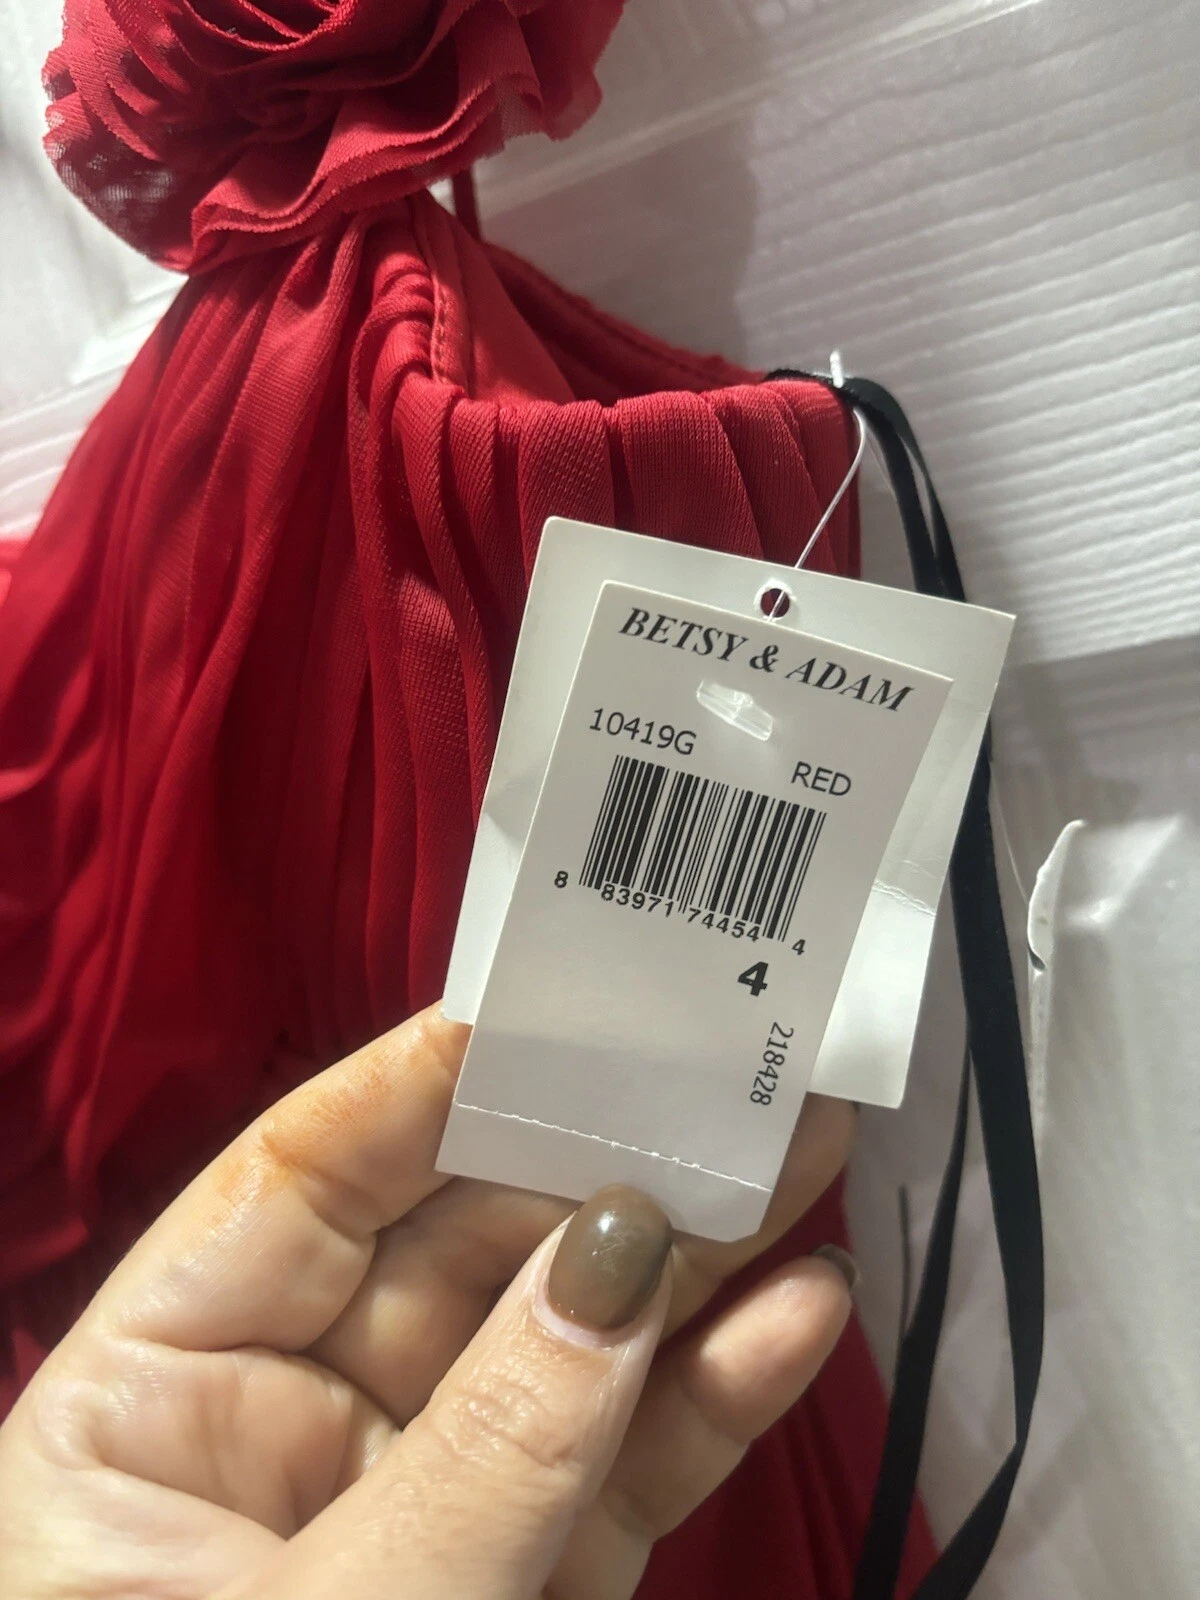 BETSY & ADAM
10419G
RED
8 83971 74454 4
4
218428